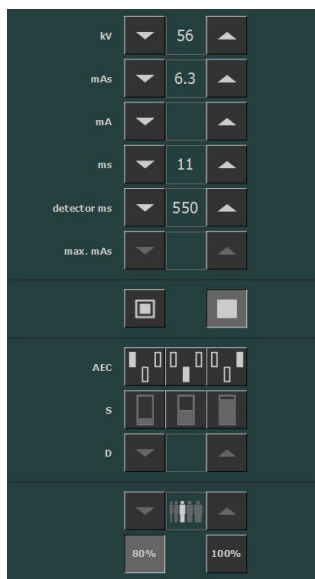 kV 56
mAs 6.3
mA
ms 11
detector ms 550
max. mAs
AEC
S
D
80% 100%